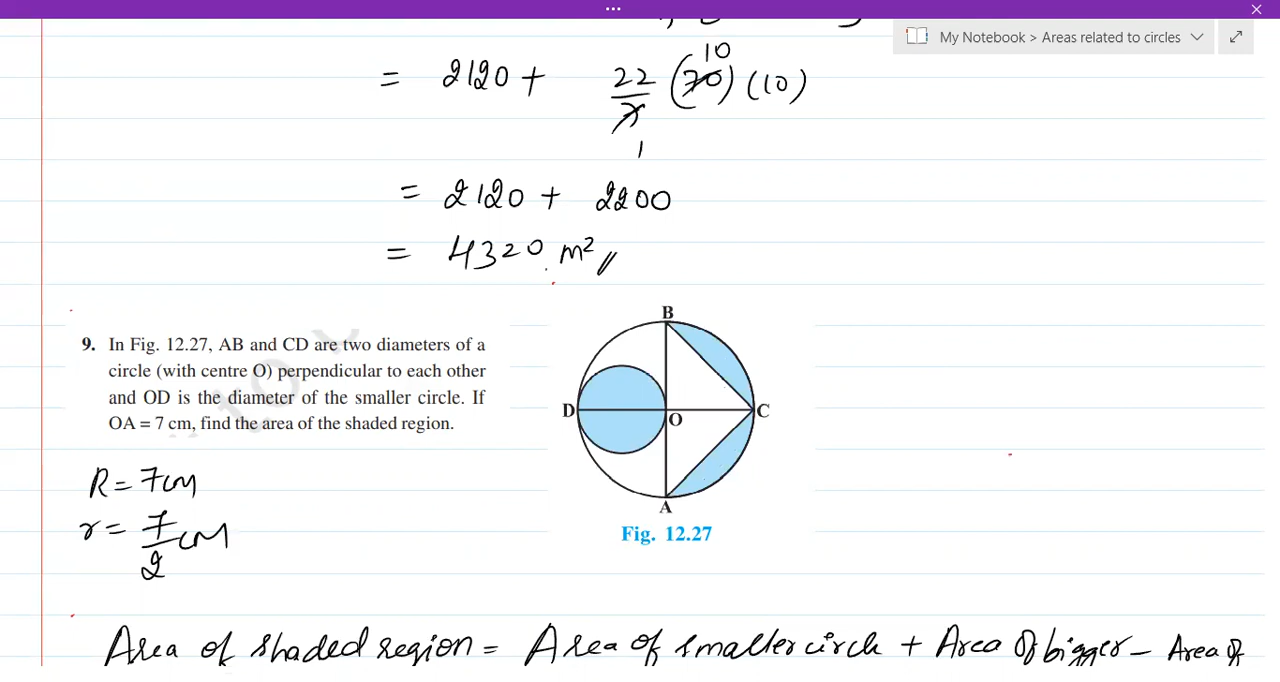 ...
My Notebook > Areas related to circles
10
= 2120 + 22/7 (70) (10)
1
= 2120 + 2200
= 4320 m²
9. In Fig. 12.27, AB and CD are two diameters of a
circle (with centre O) perpendicular to each other
and OD is the diameter of the smaller circle. If
OA = 7 cm, find the area of the shaded region.
B
D
O
C
A
Fig. 12.27
R = 7cm
r = 7/2 cm
Area of shaded region = Area of smaller circle + Area of bigger - Area of